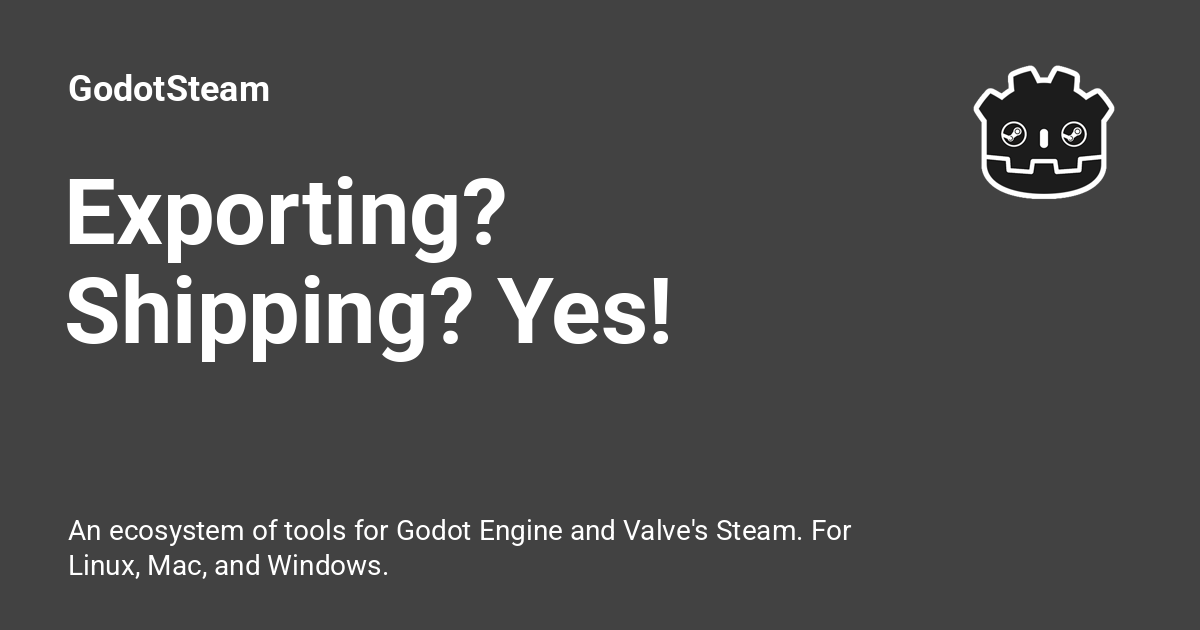 GodotSteam
Exporting?
Shipping? Yes!
An ecosystem of tools for Godot Engine and Valve's Steam. For
Linux, Mac, and Windows.